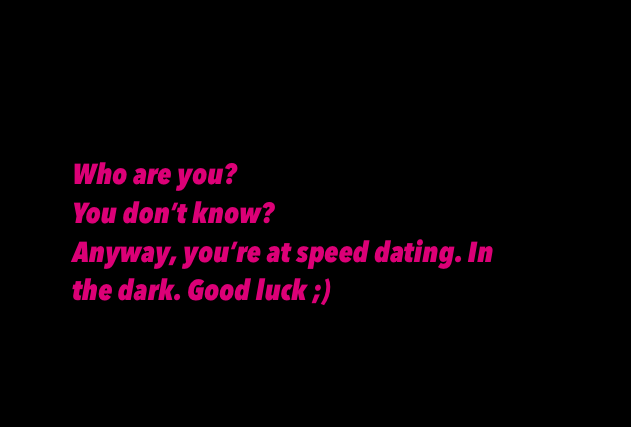 Who are you?
You don’t know?
Anyway, you’re at speed dating. In
the dark. Good luck ;)